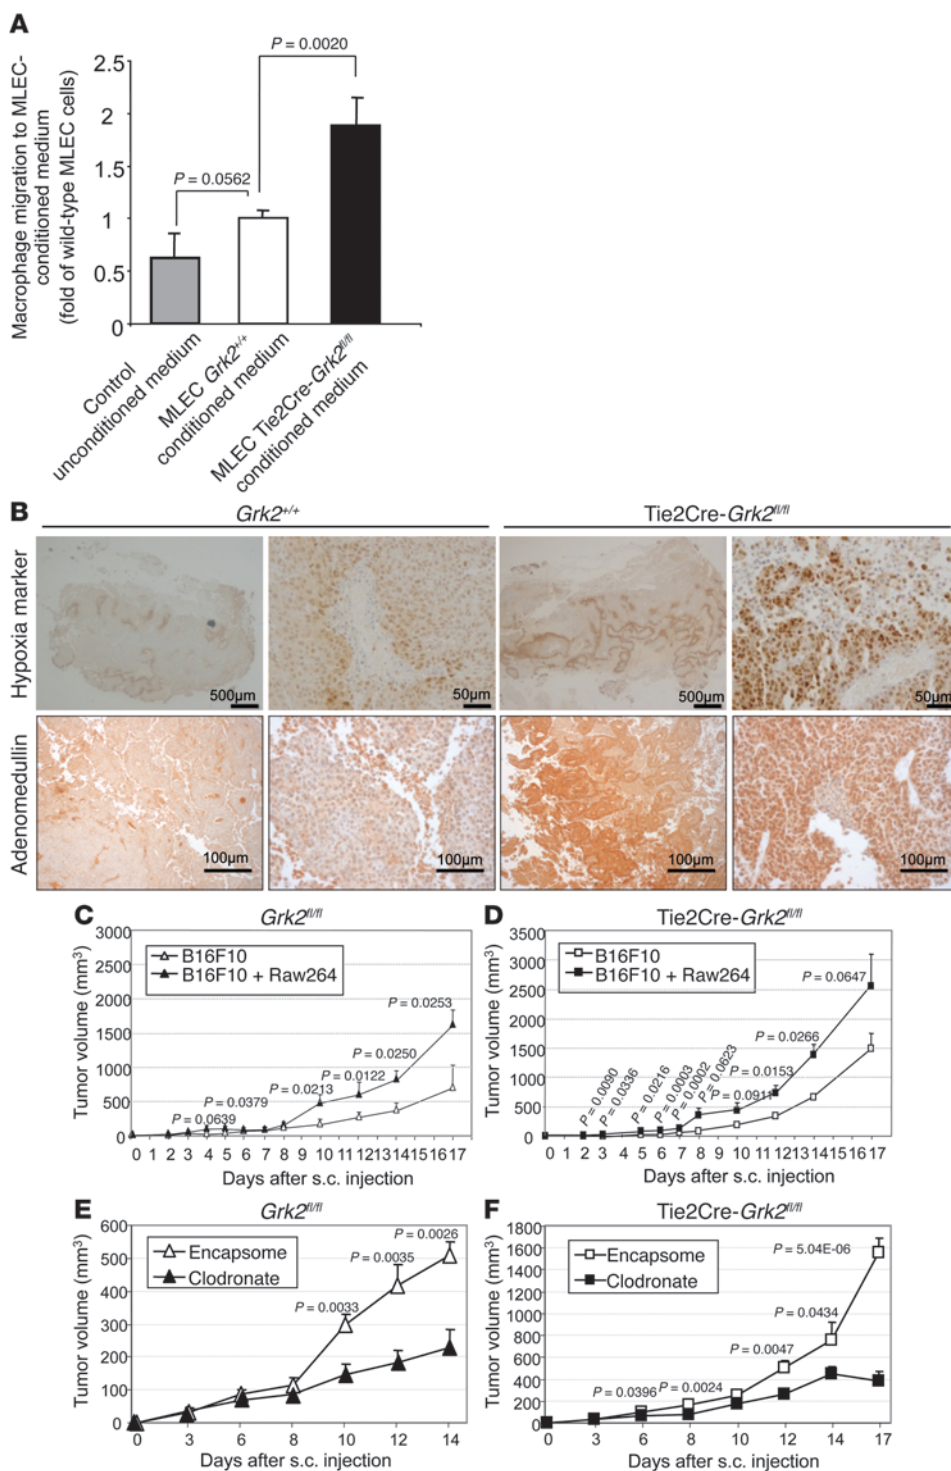 A
Macrophage migration to MLEC-
conditioned medium
(fold of wild-type MLEC cells)
P = 0.0020
P = 0.0562
2.5
2
1.5
1
0.5
0
Control
unconditioned medium
MLEC Grk2+/+
conditioned medium
MLEC Tie2Cre-Grk2fl/fl
conditioned medium
B
Grk2+/+
Tie2Cre-Grk2fl/fl
Hypoxia marker
500µm
50µm
500µm
50µm
Adenomedullin
100µm
100µm
100µm
100µm
C
Grk2fl/fl
Tumor volume (mm3)
3000
2500
2000
1500
1000
500
0
B16F10
B16F10 + Raw264
P = 0.0253
P = 0.0250
P = 0.0122
P = 0.0213
P = 0.0379
P = 0.0639
0 1 2 3 4 5 6 7 8 9 10 11 12 13 14 15 16 17
Days after s.c. injection
D
Tie2Cre-Grk2fl/fl
Tumor volume (mm3)
3500
3000
2500
2000
1500
1000
500
0
B16F10
B16F10 + Raw264
P = 0.0647
P = 0.0266
P = 0.0153
P = 0.0911
P = 0.0623
P = 0.0002
P = 0.0003
P = 0.0216
P = 0.0336
P = 0.0090
0 1 2 3 4 5 6 7 8 9 10 11 12 13 14 15 16 17
Days after s.c. injection
E
Grk2fl/fl
Tumor volume (mm3)
600
500
400
300
200
100
0
Encapsome
Clodronate
P = 0.0026
P = 0.0035
P = 0.0033
0 3 6 8 10 12 14
Days after s.c. injection
F
Tie2Cre-Grk2fl/fl
Tumor volume (mm3)
1800
1600
1400
1200
1000
800
600
400
200
0
Encapsome
Clodronate
P = 5.04E-06
P = 0.0434
P = 0.0047
P = 0.0024
P = 0.0396
0 3 6 8 10 12 14 17
Days after s.c. injection